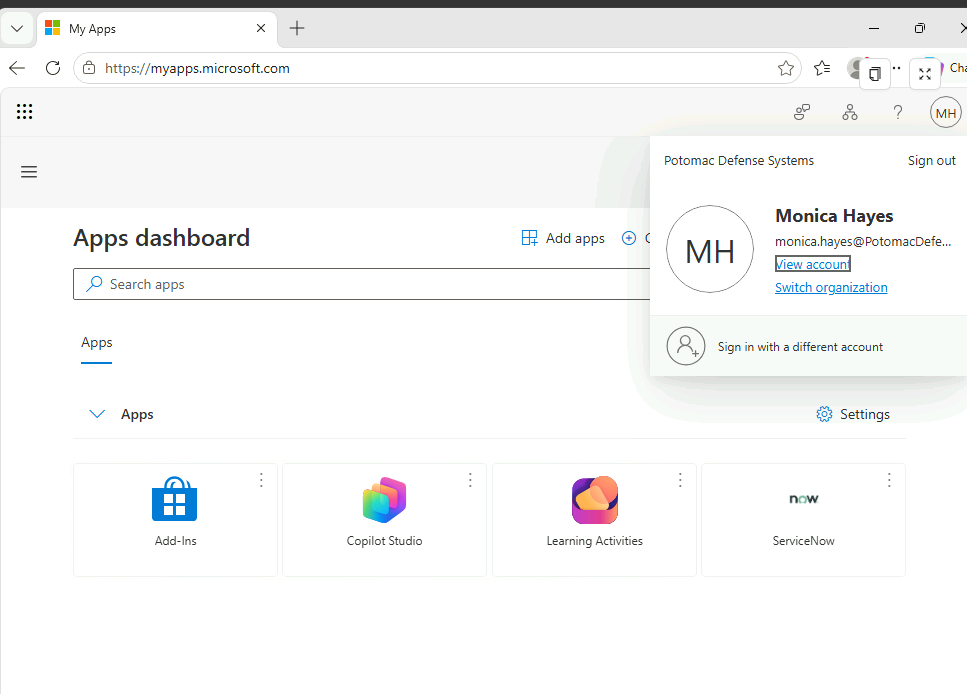 My Apps
https://myapps.microsoft.com
Cha
MH
Potomac Defense Systems
Sign out
MH
Monica Hayes
monica.hayes@PotomacDefe...
View account
Switch organization
Sign in with a different account
Apps dashboard
Add apps
C
Search apps
Apps
Apps
Settings
Add-Ins
Copilot Studio
Learning Activities
now
ServiceNow